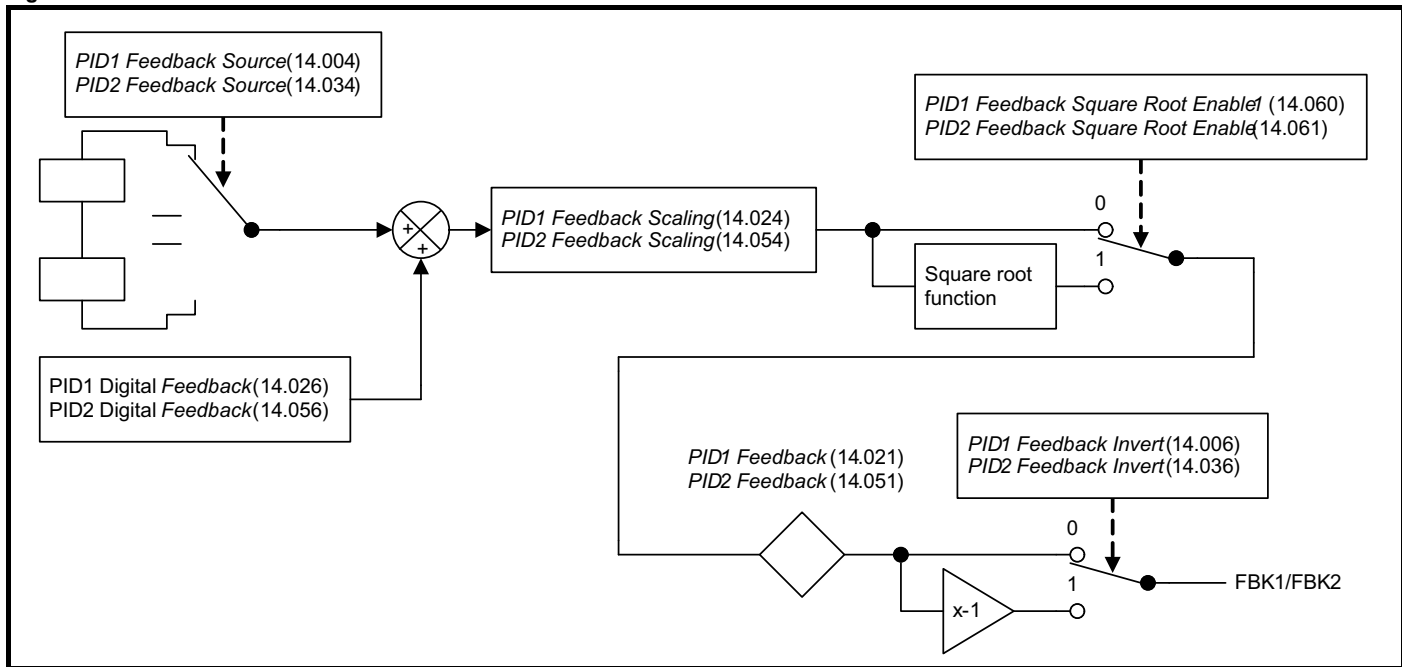 PID1 Feedback Source(14.004)
PID2 Feedback Source(14.034)
PID1 Feedback Square Root Enable1 (14.060)
PID2 Feedback Square Root Enable(14.061)
0
1
+
+
PID1 Feedback Scaling(14.024)
PID2 Feedback Scaling(14.054)
Square root
function
PID1 Digital Feedback(14.026)
PID2 Digital Feedback(14.056)
PID1 Feedback (14.021)
PID2 Feedback (14.051)
PID1 Feedback Invert(14.006)
PID2 Feedback Invert(14.036)
0
1
x-1
FBK1/FBK2